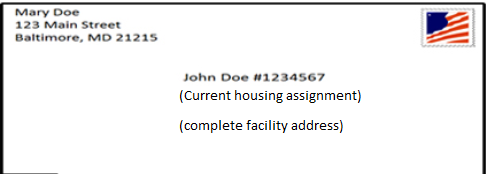 Mary Doe
123 Main Street
Baltimore, MD 21215
John Doe #1234567
(Current housing assignment)
(complete facility address)